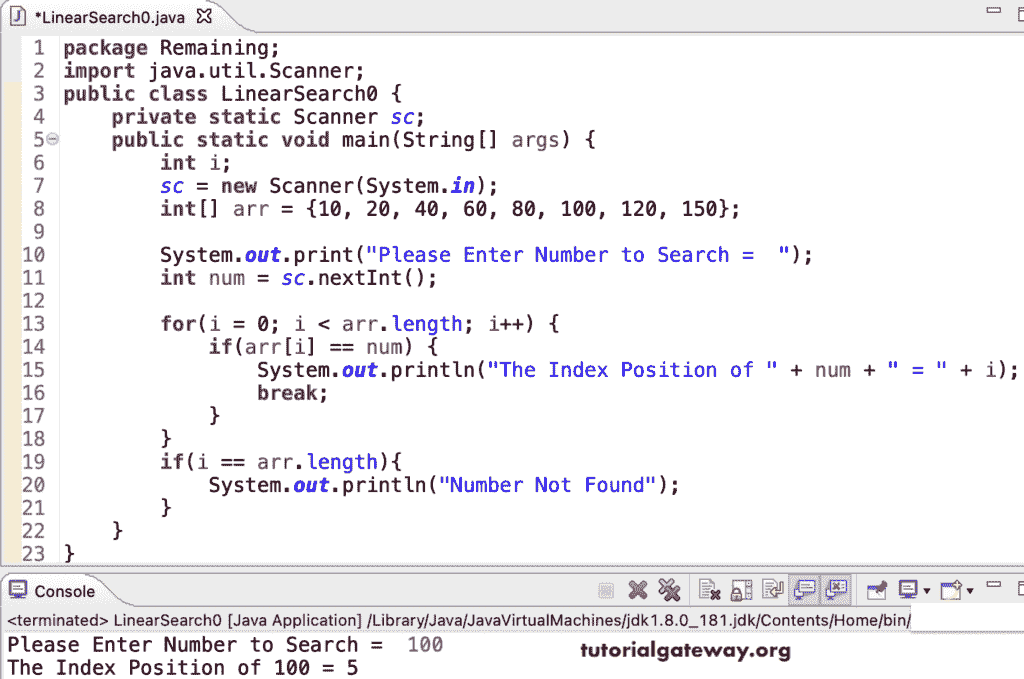 *LinearSearch0.java
1 package Remaining;
2 import java.util.Scanner;
3 public class LinearSearch0 {
4     private static Scanner sc;
5     public static void main(String[] args) {
6         int i;
7         sc = new Scanner(System.in);
8         int[] arr = {10, 20, 40, 60, 80, 100, 120, 150};
9
10         System.out.print("Please Enter Number to Search =  ");
11         int num = sc.nextInt();
12
13         for(i = 0; i < arr.length; i++) {
14             if(arr[i] == num) {
15                 System.out.println("The Index Position of " + num + " = " + i);
16                 break;
17             }
18         }
19         if(i == arr.length){
20             System.out.println("Number Not Found");
21         }
22     }
23 }
Console
<terminated> LinearSearch0 [Java Application] /Library/Java/JavaVirtualMachines/jdk1.8.0_181.jdk/Contents/Home/bin/
Please Enter Number to Search =  100
The Index Position of 100 = 5
tutorialgateway.org